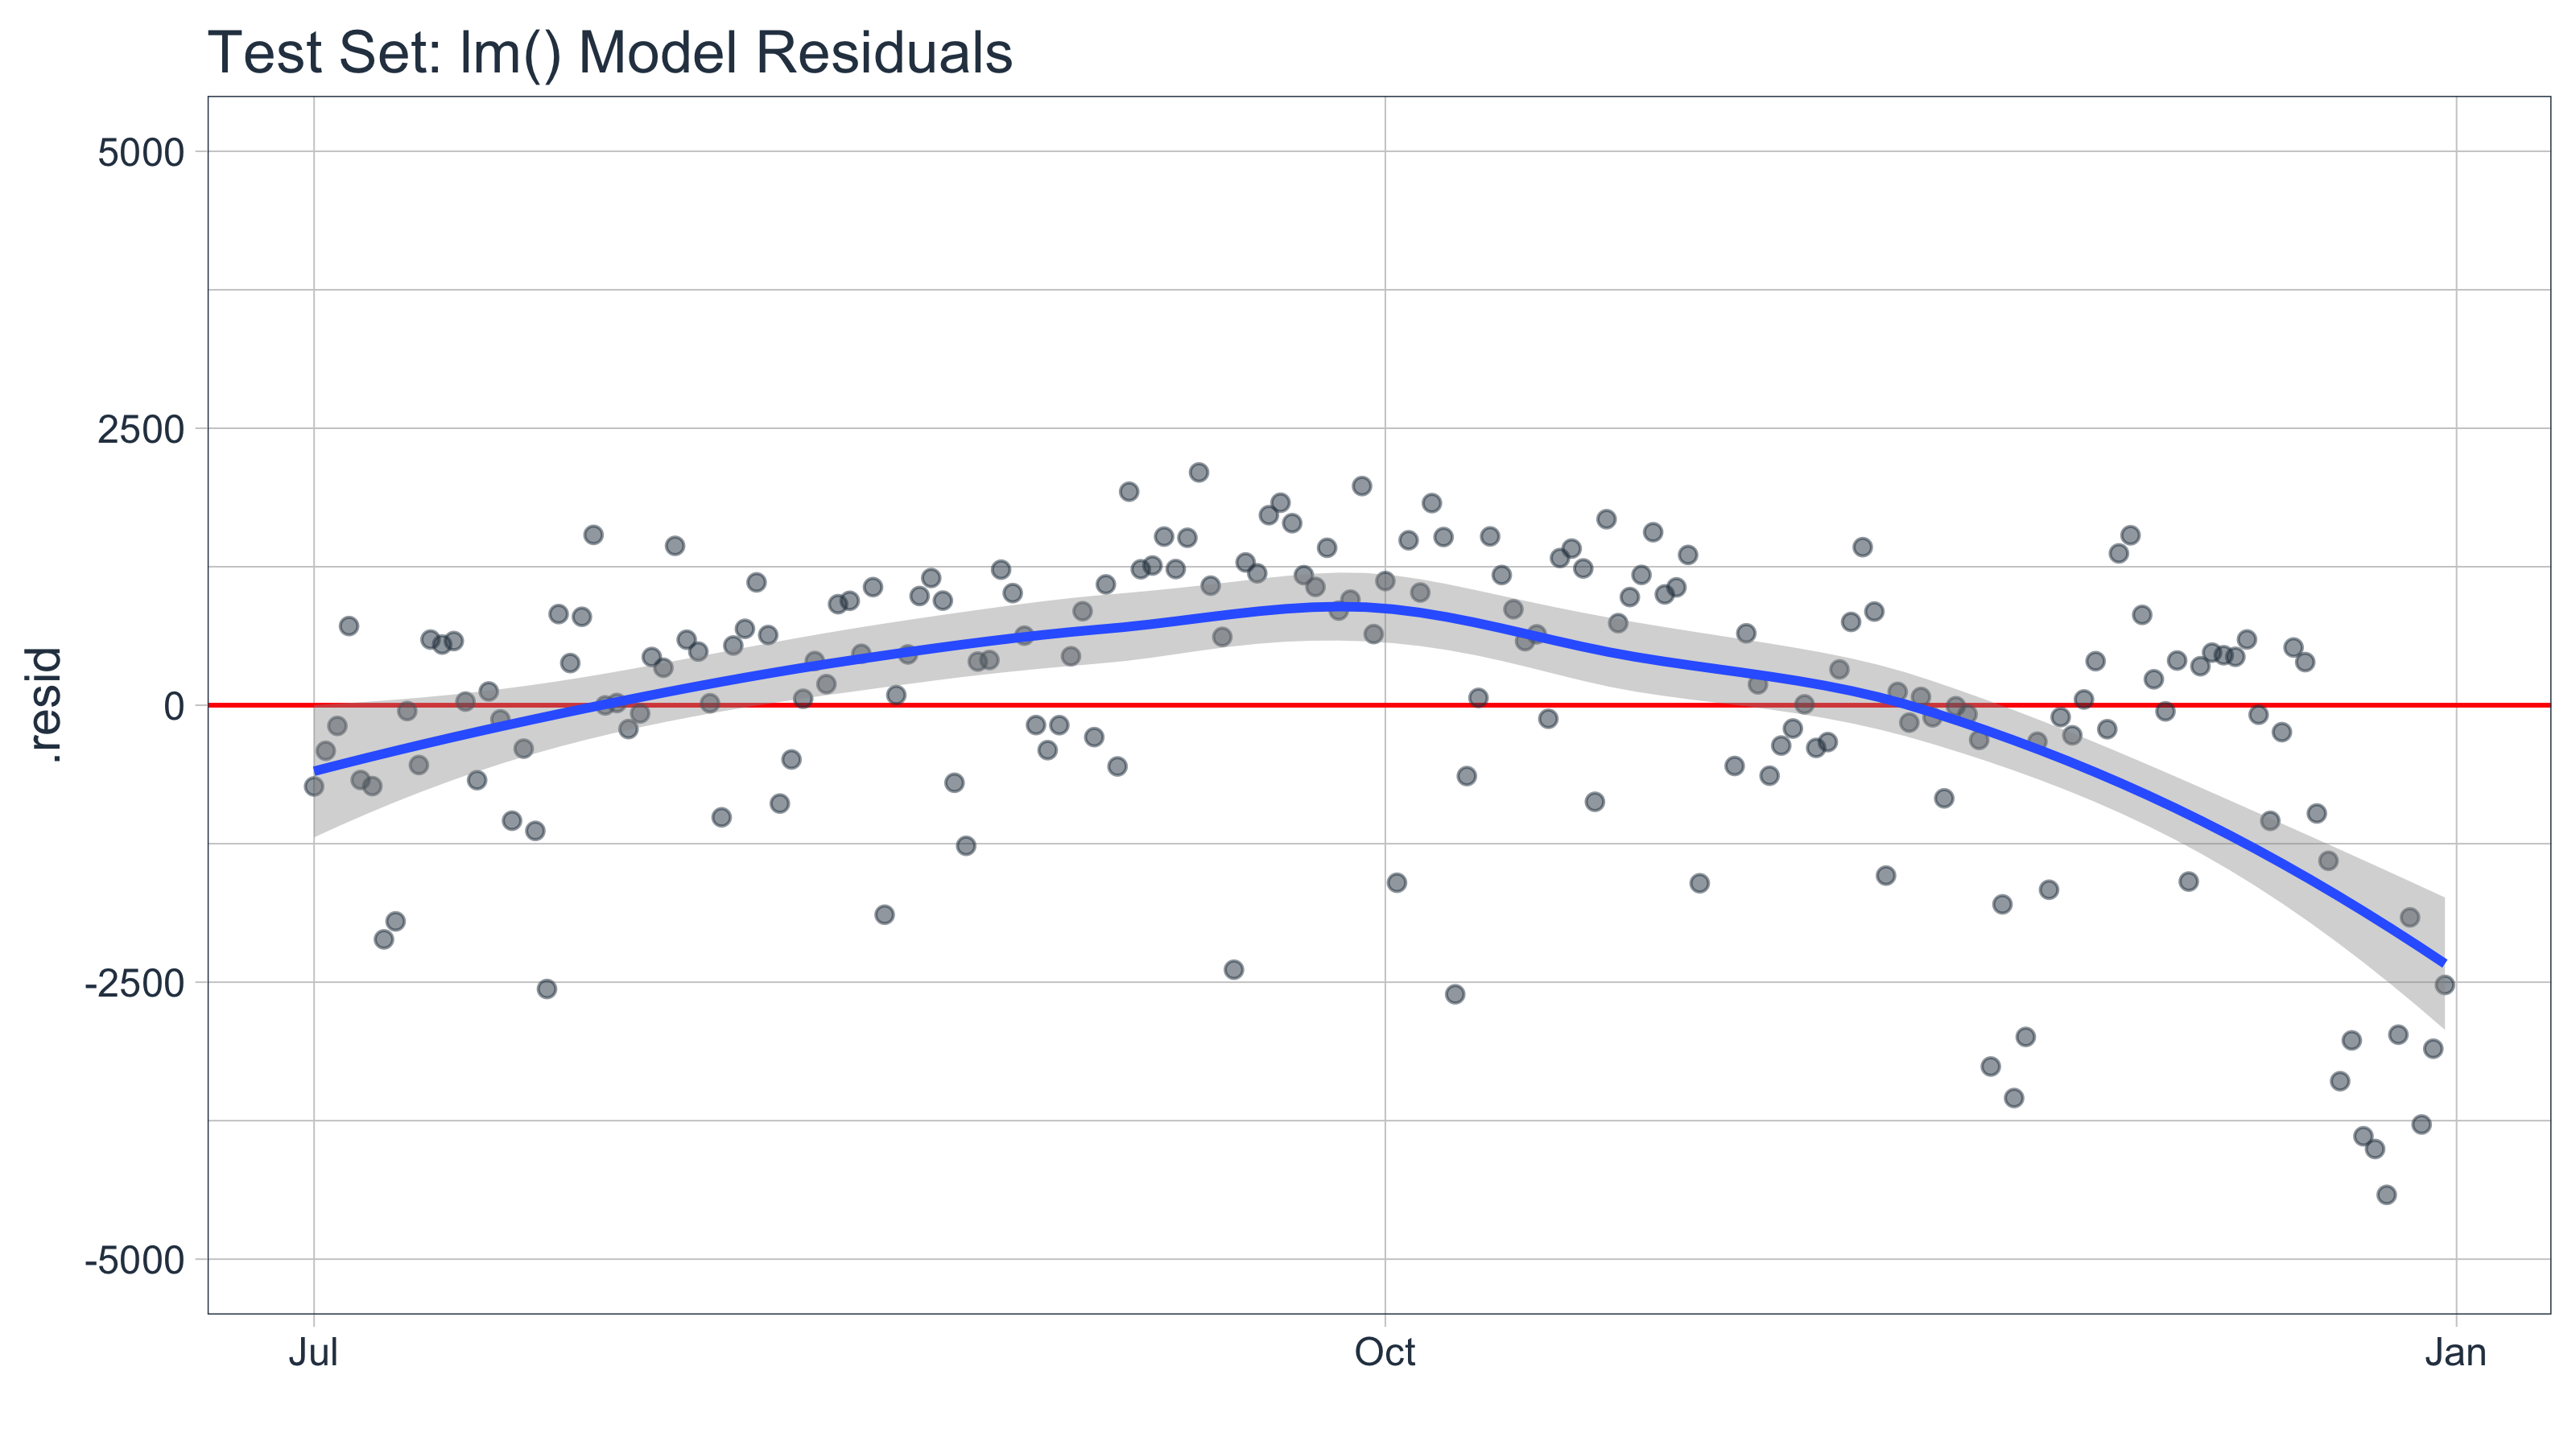 Test Set: lm() Model Residuals
5000
2500
0
-2500
-5000
.resid
Jul
Oct
Jan